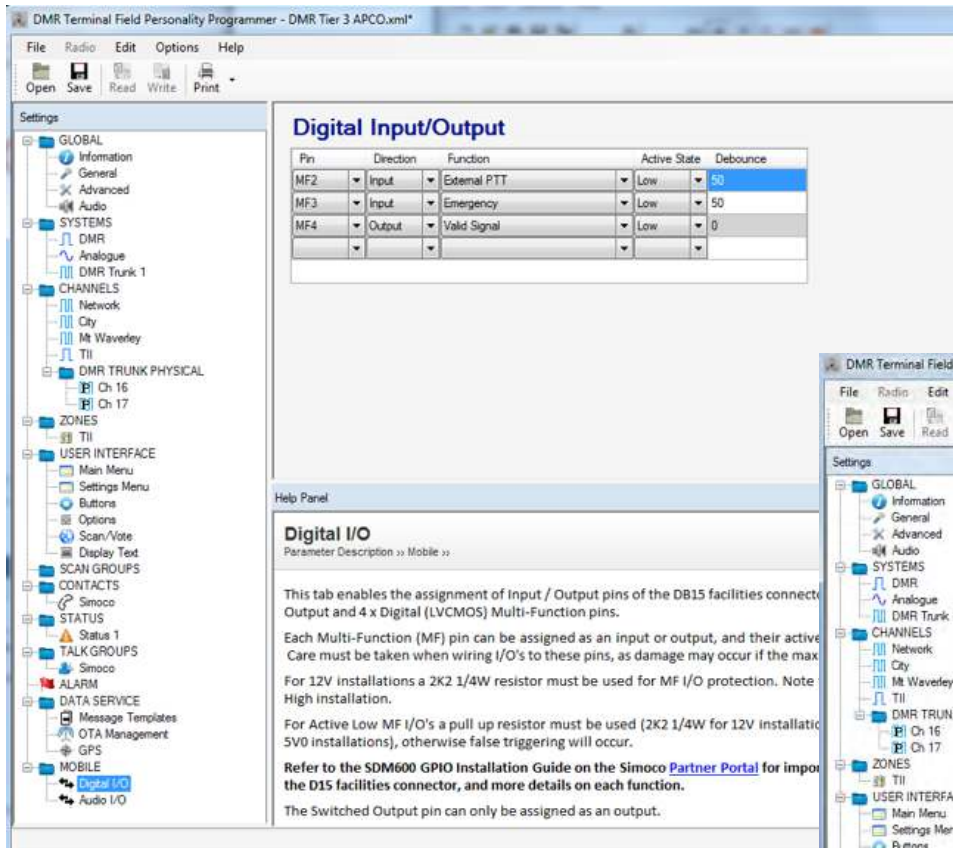 DMR Terminal Field Personality Programmer - DMR Tier 3 APCO.xml*
File Radio Edit Options Help
Open Save Read Write Print
Settings
GLOBAL
Information
General
Advanced
Audio
SYSTEMS
DMR
Analogue
DMR Trunk 1
CHANNELS
Network
City
Mt Waverley
TII
DMR TRUNK PHYSICAL
Ch 16
Ch 17
ZONES
TII
USER INTERFACE
Main Menu
Settings Menu
Buttons
Options
Scan/Vote
Display Text
SCAN GROUPS
CONTACTS
Simoco
STATUS
Status 1
TALKGROUPS
Simoco
ALARM
DATA SERVICE
Message Templates
OTA Management
GPS
MOBILE
Digital I/O
Audio I/O
Digital Input/Output
Pin Direction Function Active State Debounce
MF2 Input External PTT Low 50
MF3 Input Emergency Low 50
MF4 Output Valid Signal Low 0
Help Panel
Digital I/O
Parameter Description ›› Mobile ››
This tab enables the assignment of Input / Output pins of the DB15 facilities connecto
Output and 4 x Digital (LVCMOS) Multi-Function pins.
Each Multi-Function (MF) pin can be assigned as an input or output, and their active
Care must be taken when wiring I/O's to these pins, as damage may occur if the max
For 12V installations a 2K2 1/4W resistor must be used for MF I/O protection. Note
High installation.
For Active Low MF I/O's a pull up resistor must be used (2K2 1/4W for 12V installatio
5V0 installations), otherwise false triggering will occur.
Refer to the SDM600 GPIO Installation Guide on the Simoco Partner Portal for impor
the D15 facilities connector, and more details on each function.
The Switched Output pin can only be assigned as an output.
DMR Terminal Field
File Radio Edit
Open Save Read
Settings
GLOBAL
Information
General
Advanced
Audio
SYSTEMS
DMR
Analogue
DMR Trunk
CHANNELS
Network
City
Mt Waverley
TII
DMR TRUN
Ch 16
Ch 17
ZONES
TII
USER INTERFA
Main Menu
Settings Men
Buttons